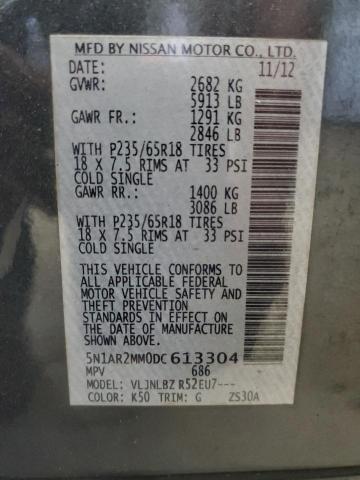 MFD BY NISSAN MOTOR CO., LTD.
DATE: 11/12
GVWR: 2682 KG
5913 LB
GAWR FR.: 1291 KG
2846 LB
WITH P235/65R18 TIRES
18 X 7.5 RIMS AT 33 PSI
COLD SINGLE
GAWR RR.: 1400 KG
3086 LB
WITH P235/65R18 TIRES
18 X 7.5 RIMS AT 33 PSI
COLD SINGLE
THIS VEHICLE CONFORMS TO
ALL APPLICABLE FEDERAL
MOTOR VEHICLE SAFETY AND
THEFT PREVENTION
STANDARDS IN EFFECT ON
THE DATE OF MANUFACTURE
SHOWN ABOVE.
5N1AR2MM0DC613304
MPV 686
MODEL: VLJNLBZ R52EU7---
COLOR: K50 TRIM: G ZS30A